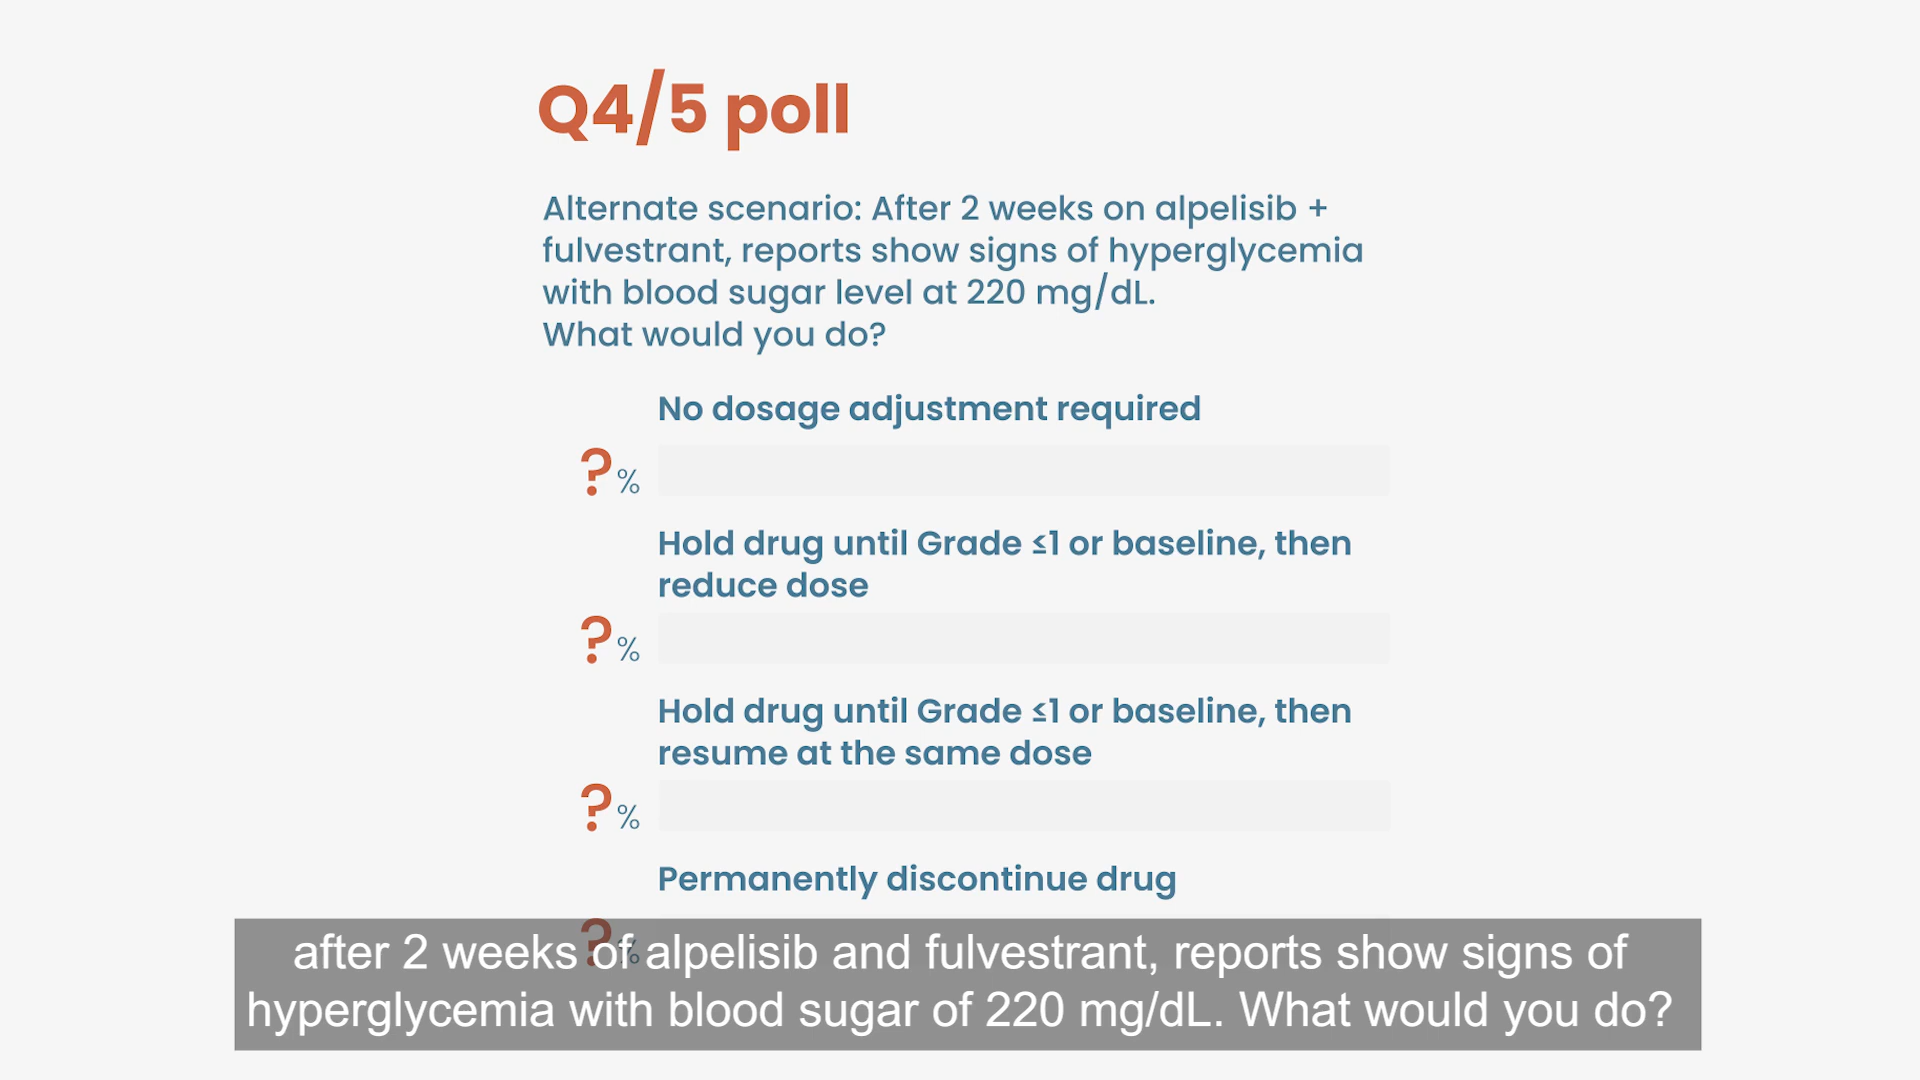 Q4/5 poll
Alternate scenario: After 2 weeks on alpelisib +
fulvestrant, reports show signs of hyperglycemia
with blood sugar level at 220 mg/dL.
What would you do?
No dosage adjustment required
?%
Hold drug until Grade ≤1 or baseline, then
reduce dose
?%
Hold drug until Grade ≤1 or baseline, then
resume at the same dose
?%
Permanently discontinue drug
?%
after 2 weeks of alpelisib and fulvestrant, reports show signs of
hyperglycemia with blood sugar of 220 mg/dL. What would you do?